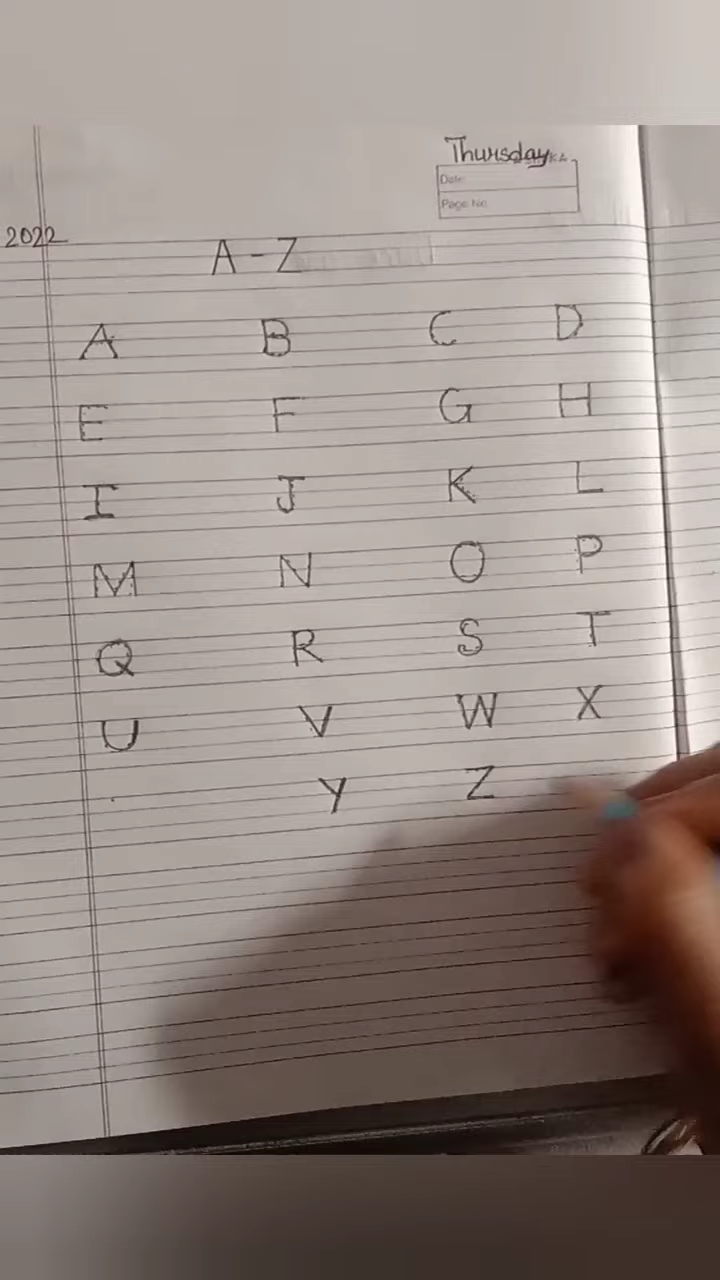 Thursday
Date
Page No
2022
A - Z
A B C D
E F G H
I J K L
M N O P
Q R S T
U V W X
Y Z